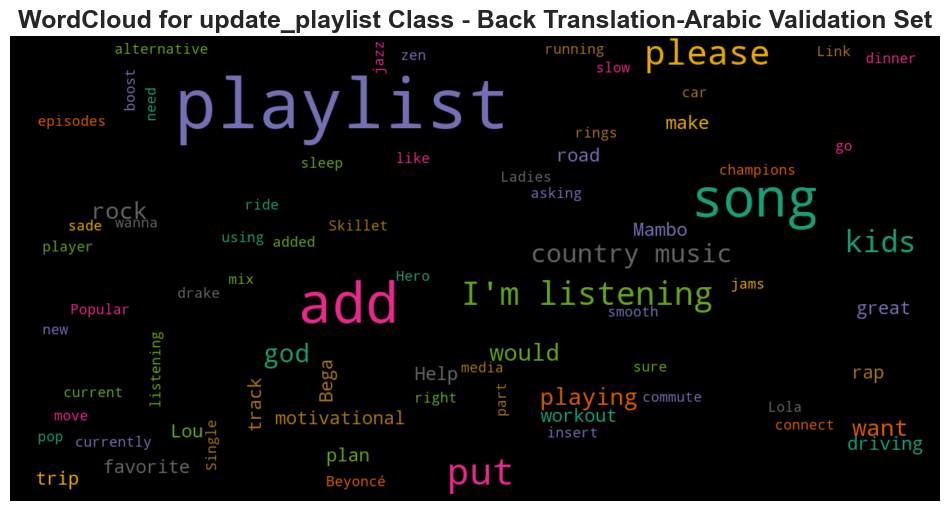 WordCloud for update_playlist Class - Back Translation-Arabic Validation Set
alternative
jazz
zen
running
please
Link
slow
dinner
boost
need
playlist
car
episodes
rings
make
road
go
sleep
like
champions
Ladies
asking
song
rock
ride
sade
wanna
Skillet
Mambo
player
using
added
country music
kids
mix
Hero
drake
add
I'm listening
jams
Popular
smooth
great
new
listening
god
would
track
Bega
Help
media
sure
rap
current
right
part
playing
commute
move
motivational
workout
Lola
pop
currently
Lou
Single
insert
connect
want
driving
favorite
plan
trip
Beyoncé
put